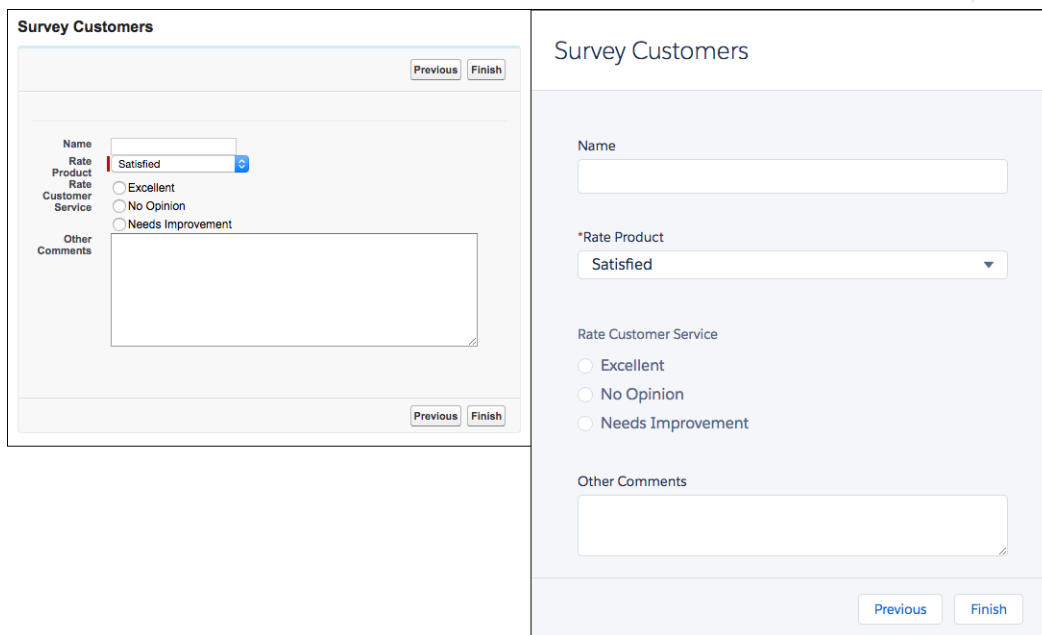 Survey Customers
Previous Finish
Name
Rate
Product
Satisfied
Rate
Customer
Service
Excellent
No Opinion
Needs Improvement
Other
Comments
Previous Finish
Survey Customers
Name
*Rate Product
Satisfied
Rate Customer Service
Excellent
No Opinion
Needs Improvement
Other Comments
Previous Finish